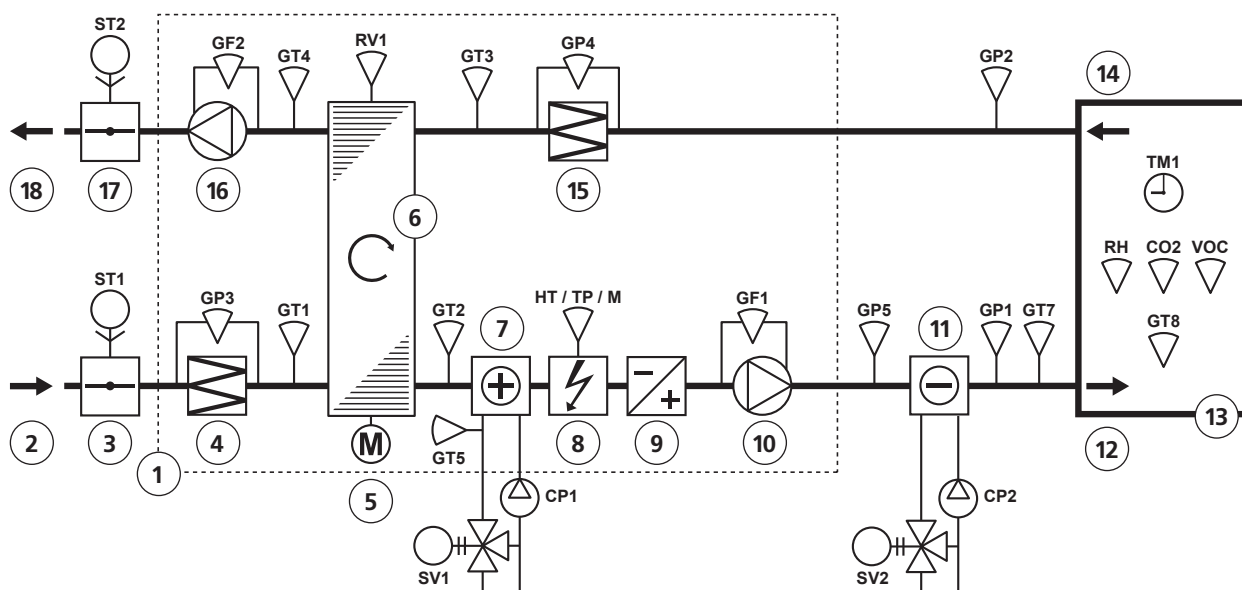 ST2
GF2
GT4
RV1
GT3
GP4
GP2
14
TM1
18
17
16
6
15
RH
CO2
VOC
ST1
GP3
GT1
GT2
7
HT / TP / M
GF1
GP5
11
GP1
GT7
GT8
M
GT5
2
3
4
1
5
8
9
10
12
13
CP1
CP2
SV1
SV2